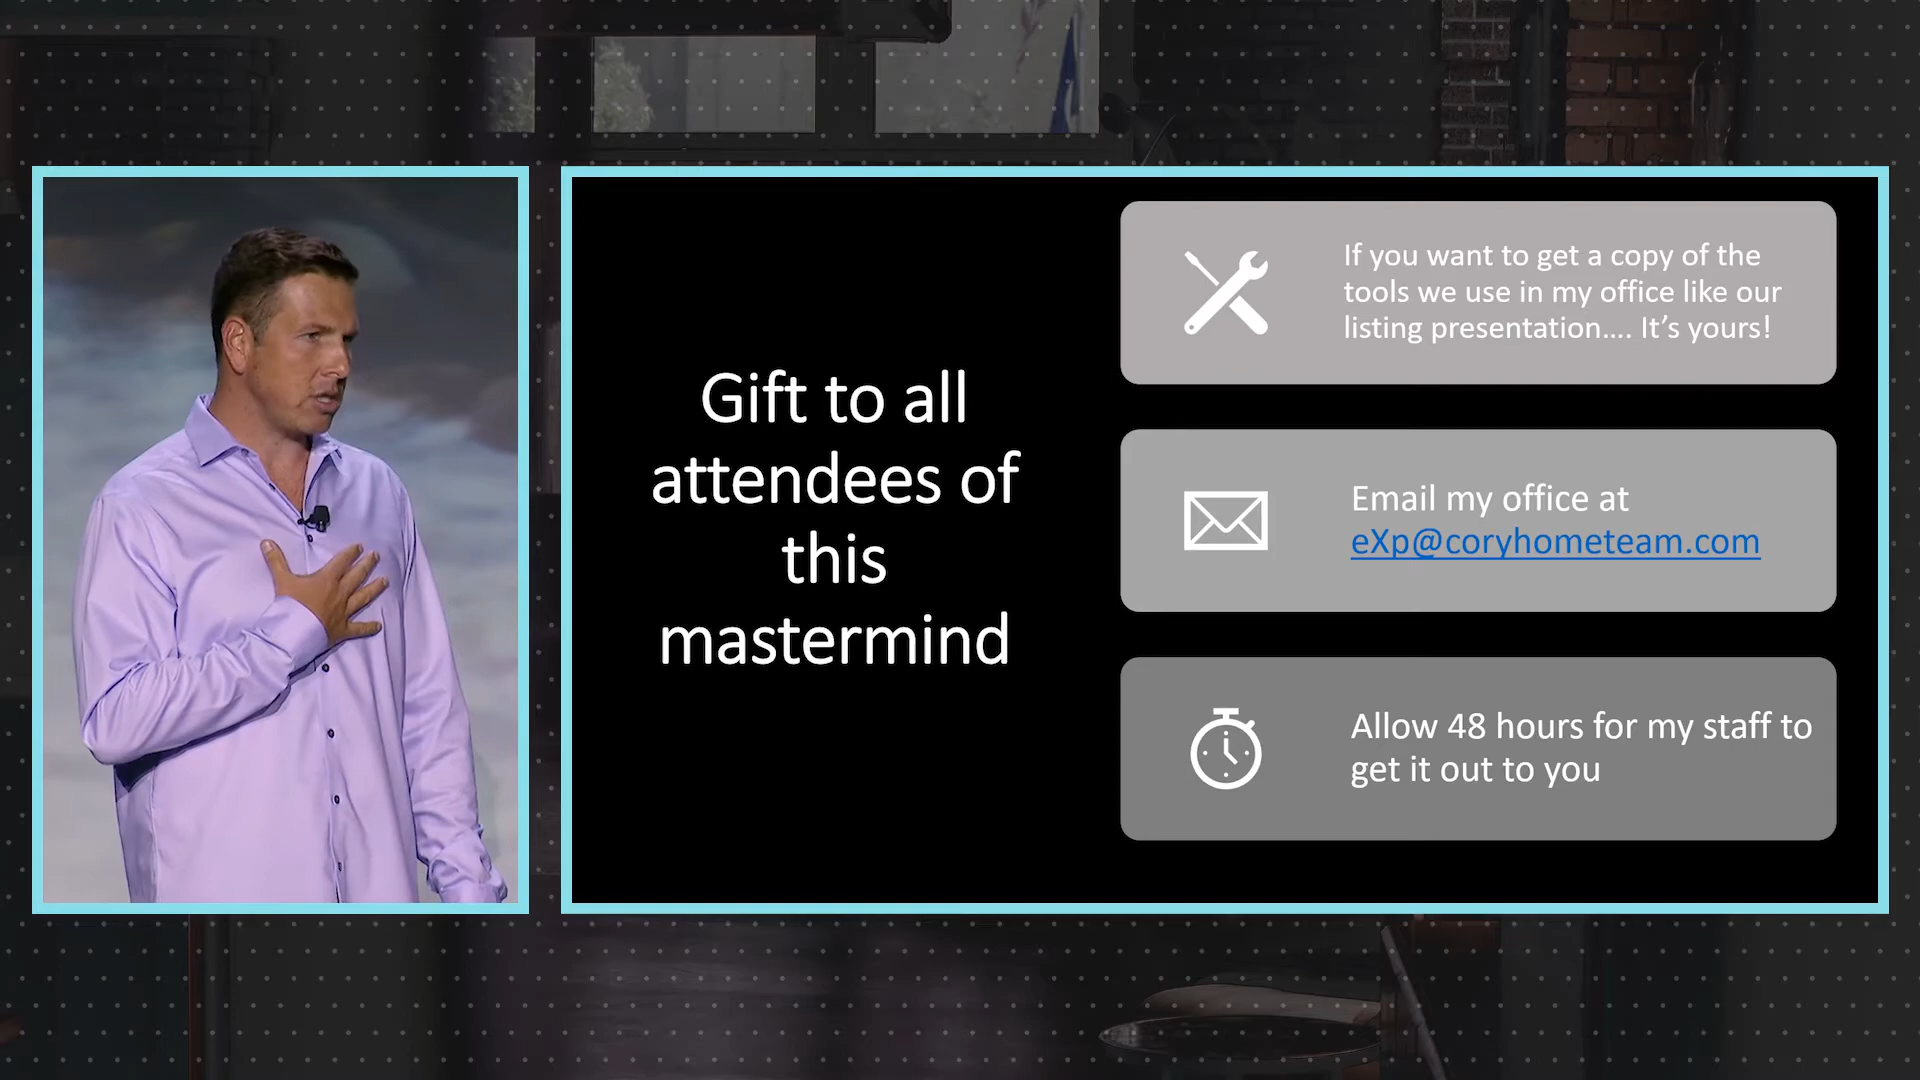 Gift to all
attendees of
this
mastermind
If you want to get a copy of the
tools we use in my office like our
listing presentation.... It's yours!
Email my office at
eXp@coryhometeam.com
Allow 48 hours for my staff to
get it out to you